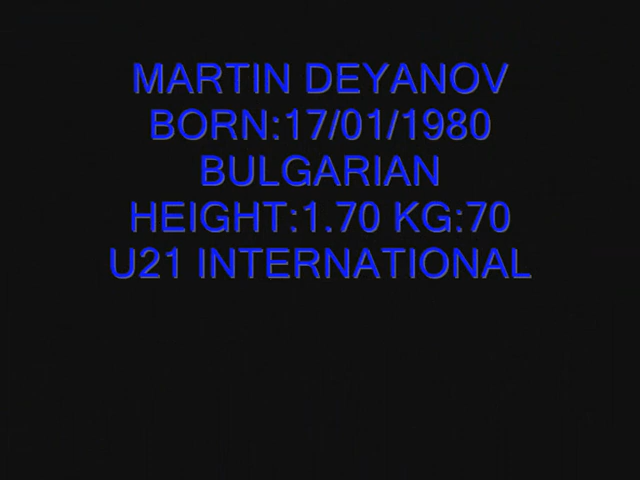 MARTIN DEYANOV
BORN:17/01/1980
BULGARIAN
HEIGHT:1.70 KG:70
U21 INTERNATIONAL